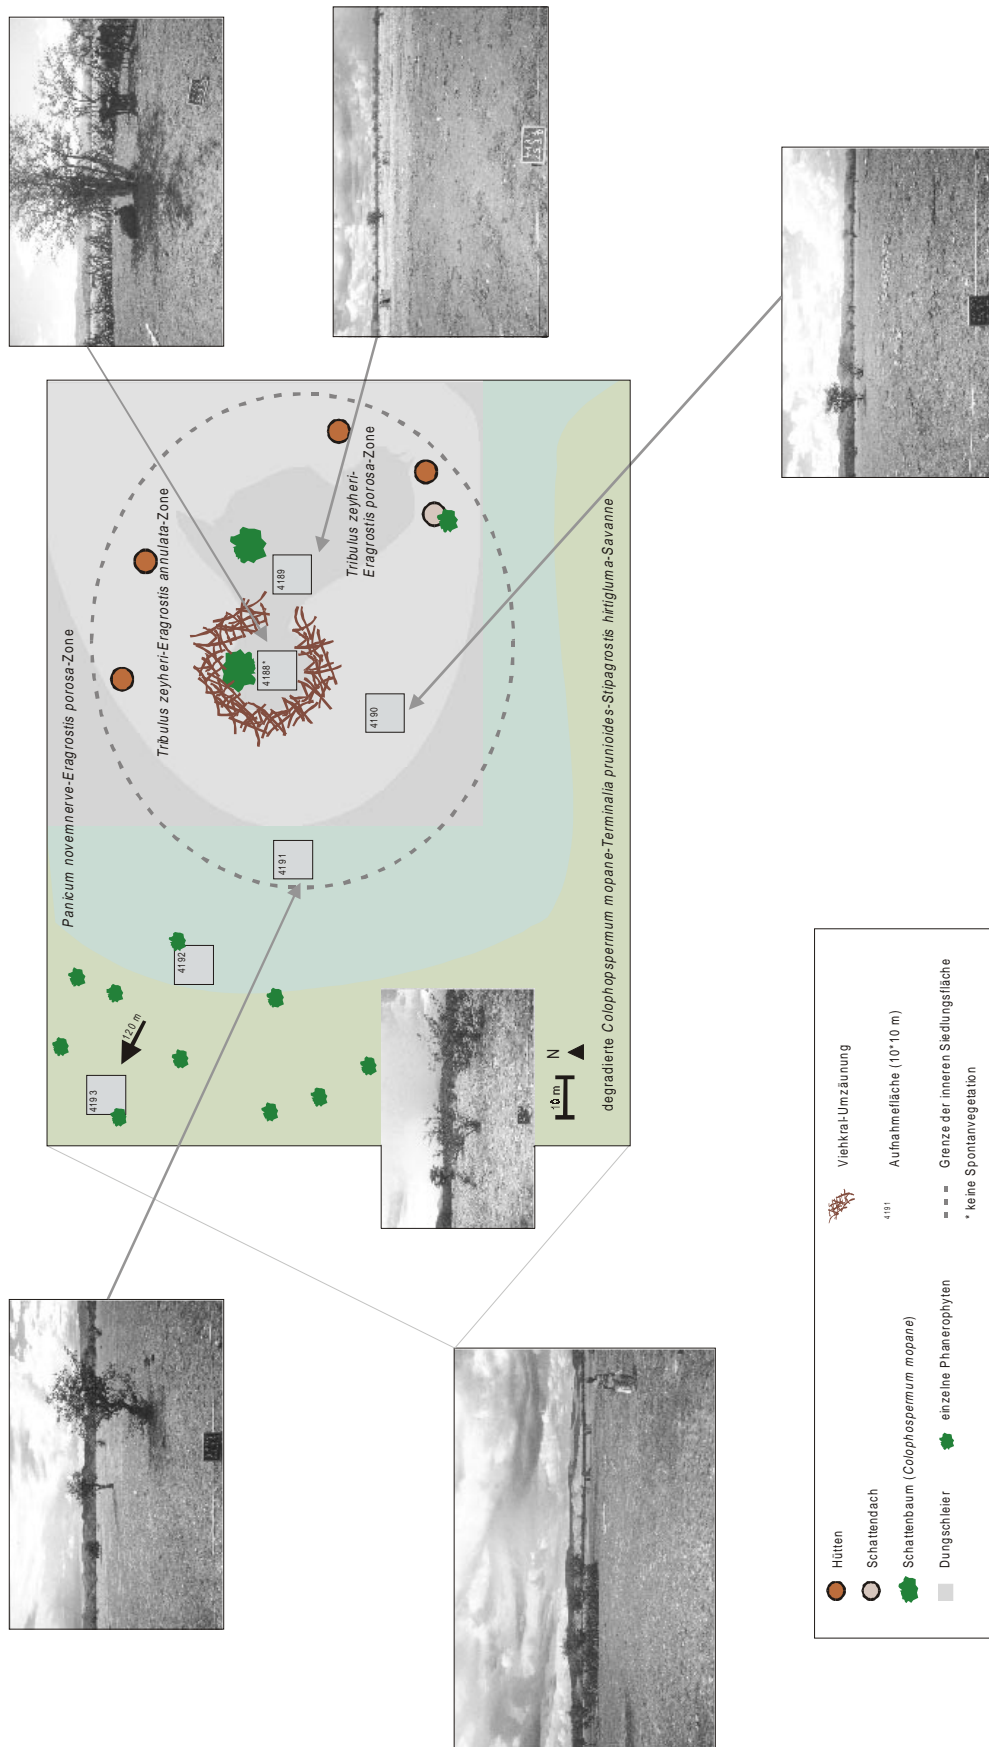 Panicum novemnerve-Eragrostis porosa-Zone
Tribulus zeyheri-Eragrostis annulata-Zone
Tribulus zeyheri-
Eragrostis porosa-Zone
4193
120 m
4192
4191
4188*
4189
4190
10 m
N
degradierte Colophopspermum mopane-Terminalia prunioides-Stipagrostis hirtigluma-Savanne
Hütten
Schattendach
Schattenbaum (Colophospermum mopane)
Dungschleier
einzelne Phanerophyten
Viehkral-Umzäunung
4191
Aufnahmefläche (10*10 m)
Grenze der inneren Siedlungsfläche
* keine Spontanvegetation